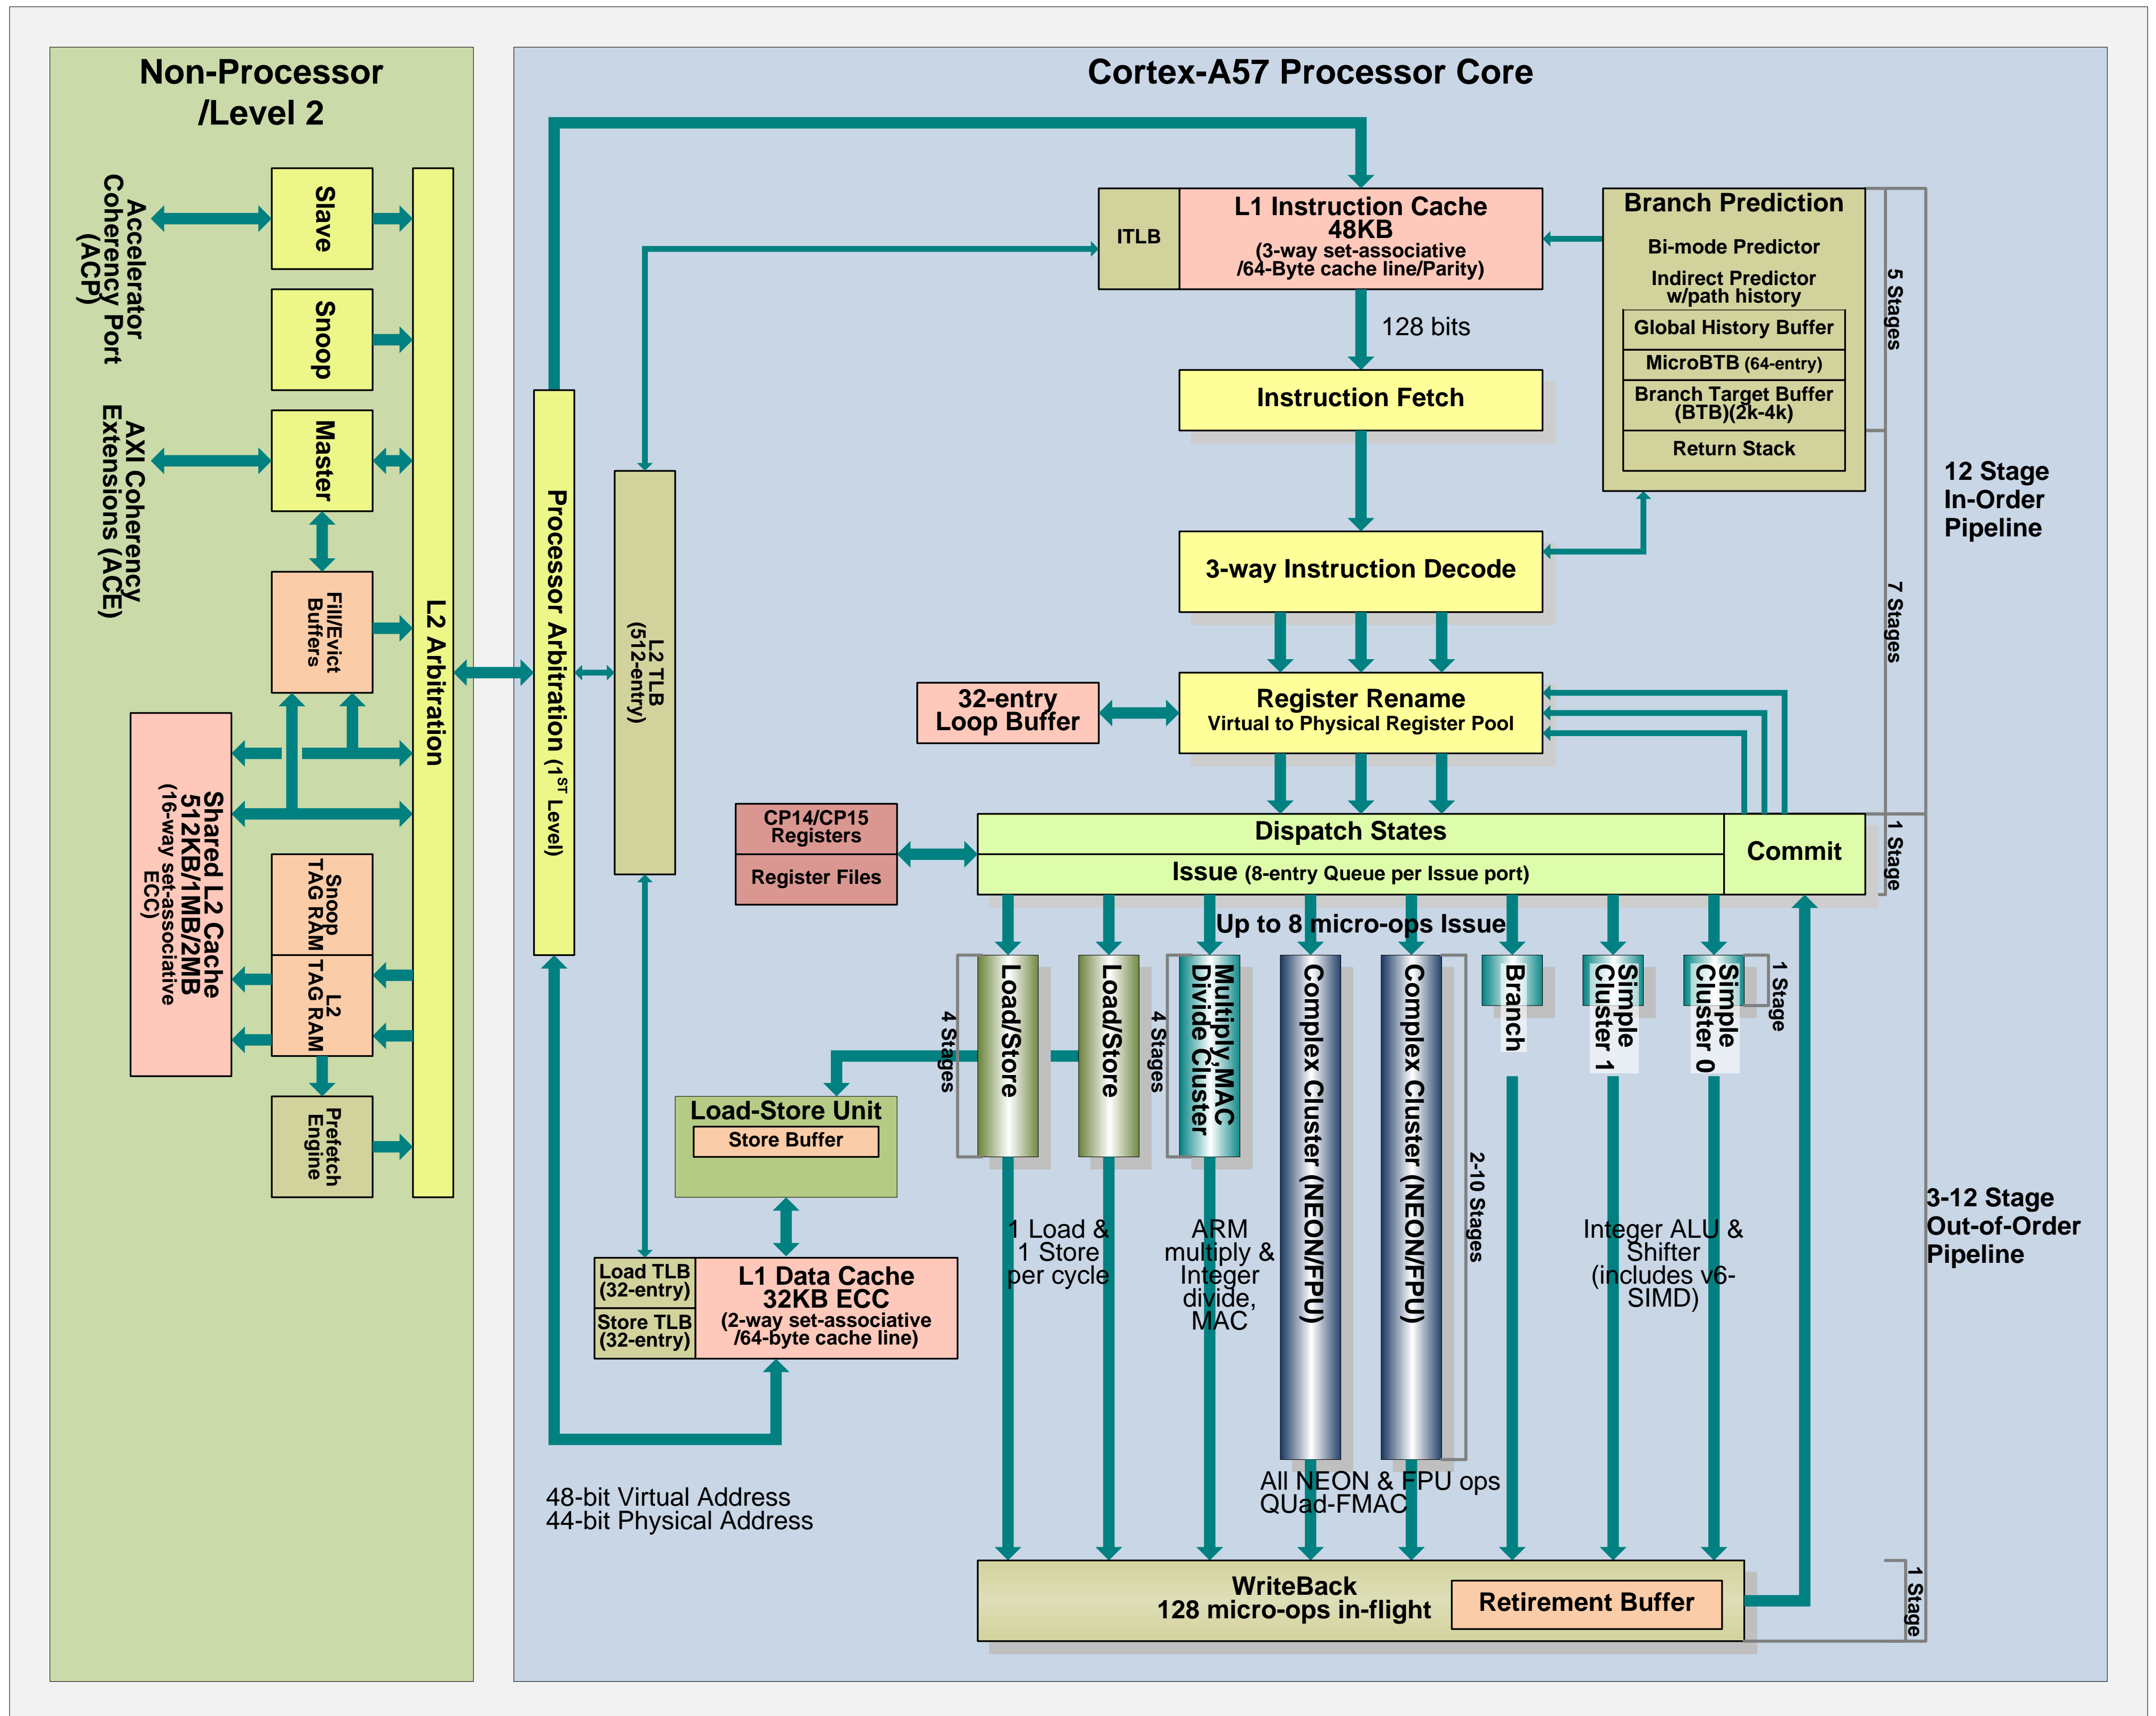 Non-Processor
/Level 2
Accelerator
Coherency Port
(ACP)
Slave
Snoop
AXI Coherency
Extensions (ACE)
Master
Fill/Evict
Buffers
L2 Arbitration
Shared L2 Cache
512KB/1MB/2MB
(16-way set-associative
ECC)
Snoop
TAG RAM
L2
TAG RAM
Prefetch
Engine
Cortex-A57 Processor Core
Processor Arbitration (1ST Level)
L2 TLB
(512-entry)
ITLB
L1 Instruction Cache
48KB
(3-way set-associative
/64-Byte cache line/Parity)
Branch Prediction
Bi-mode Predictor
Indirect Predictor
w/path history
Global History Buffer
MicroBTB (64-entry)
Branch Target Buffer
(BTB)(2k-4k)
Return Stack
5 Stages
128 bits
Instruction Fetch
12 Stage
In-Order
Pipeline
3-way Instruction Decode
7 Stages
32-entry
Loop Buffer
Register Rename
Virtual to Physical Register Pool
CP14/CP15
Registers
Register Files
Dispatch States
Issue (8-entry Queue per Issue port)
Commit
1 Stage
Up to 8 micro-ops Issue
4 Stages
Load/Store
Load/Store
4 Stages
Multiply,MAC
Divide Cluster
Complex Cluster (NEON/FPU)
Complex Cluster (NEON/FPU)
2-10 Stages
Branch
Simple
Cluster 1
Simple
Cluster 0
1 Stage
Load-Store Unit
Store Buffer
1 Load &
1 Store
per cycle
ARM
multiply &
Integer
divide,
MAC
Integer ALU &
Shifter
(includes v6-
SIMD)
3-12 Stage
Out-of-Order
Pipeline
Load TLB
(32-entry)
Store TLB
(32-entry)
L1 Data Cache
32KB ECC
(2-way set-associative
/64-byte cache line)
All NEON & FPU ops
QUad-FMAC
48-bit Virtual Address
44-bit Physical Address
WriteBack
128 micro-ops in-flight
Retirement Buffer
1 Stage